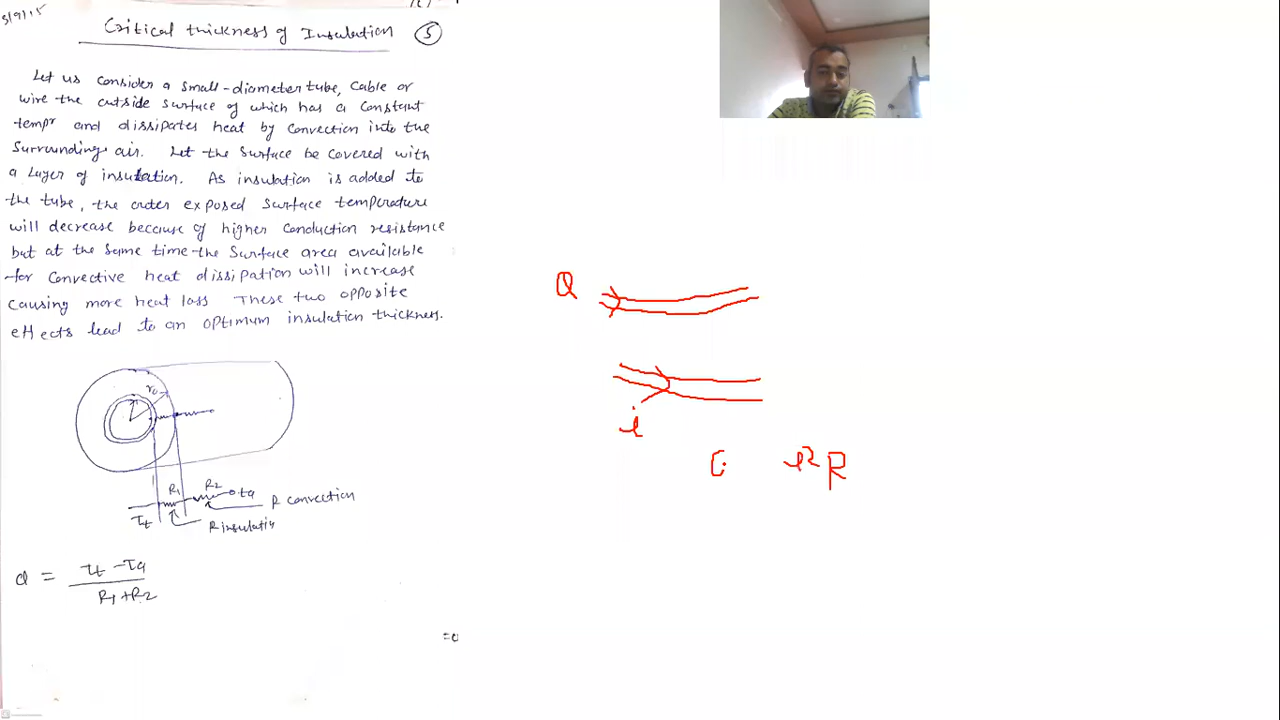 5/9/15
Critical thickness of Insulation 5
Let us consider a small-diameter tube, Cable or
wire the outside surface of which has a constant
tempr and dissipates heat by convection into the
Surrounding air. Let the surface be covered with
a layer of insulation. As insulation is added to
the tube, the outer exposed surface temperature
will decrease because of higher conduction resistance
but at the same time the surface area available
for convective heat dissipation will increase
causing more heat loss These two opposite
effects lead to an optimum insulation thickness.
r0
R1 R2 ta R convection
Tt R insulatin
Q = Tt - Ta
R1 + R2
=0
Q
i
i²R